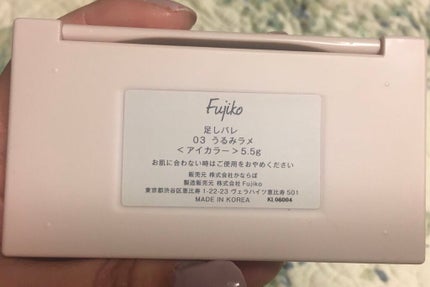 Fujiko
足しパレ
03 うるみラメ
<アイカラー> 5.5g
お肌に合わない時はご使用をおやめください
販売元 株式会社かならぼ
製造販売元 株式会社Fujiko
東京都渋谷区恵比寿 1-22-23 ヴェラハイツ恵比寿 501
MADE IN KOREA KL06004